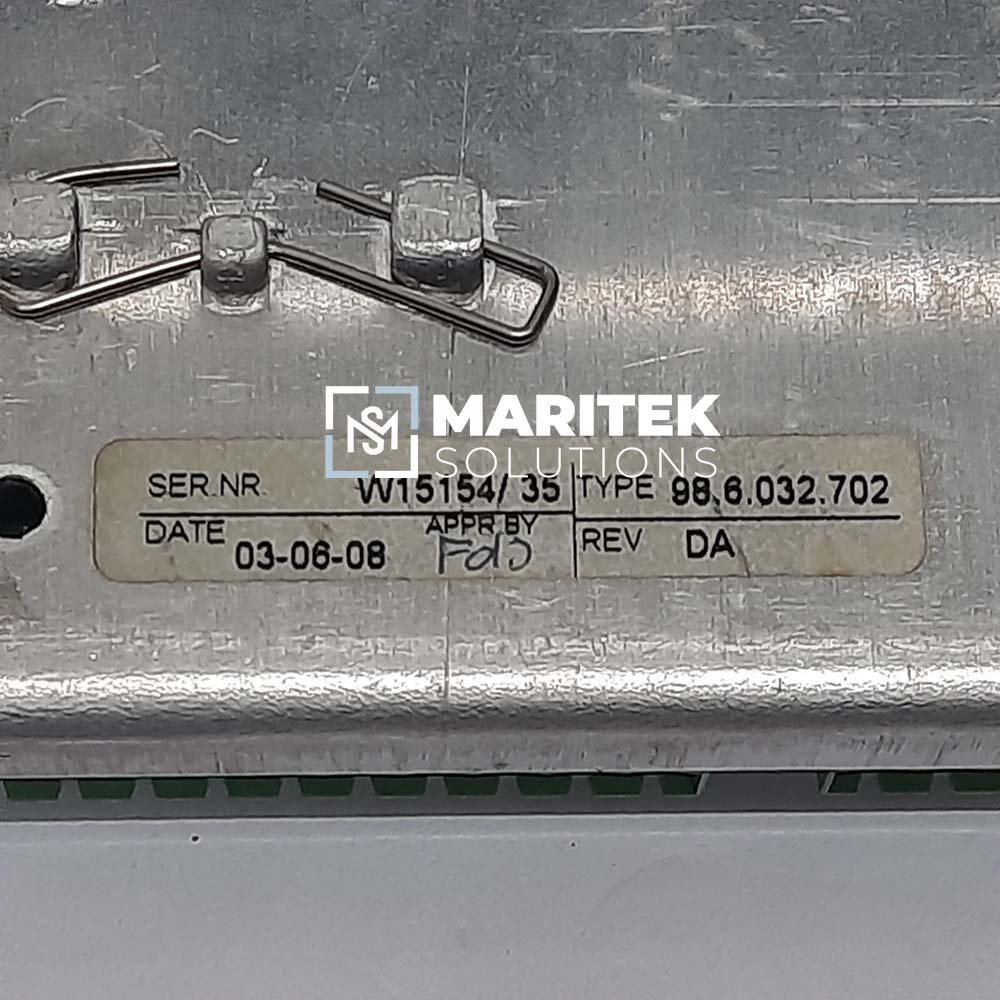 MARITEK
SOLUTIONS
SER.NR. W15154/ 35 TYPE 98.6.032.702
DATE 03-06-08 APPR.BY REV DA